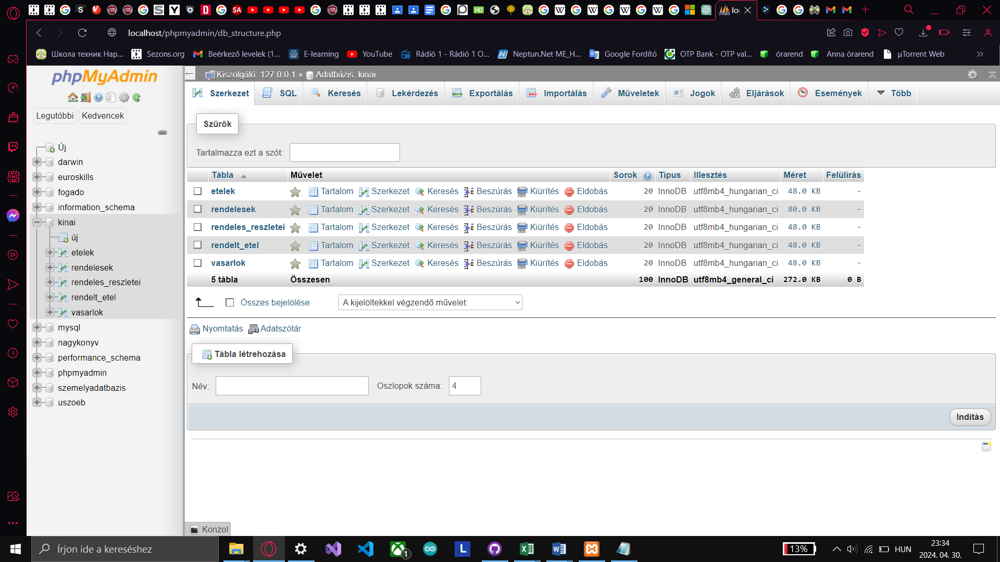 lo
localhost/phpmyadmin/db_structure.php
Школа техник Нар...
Sezons.org
Beérkező levelek (1...
E-learning
YouTube
Rádió 1 - Rádió 1 O...
Neptun.Net ME_H...
Google Fordító
OTP Bank - OTP val...
órarend
Anna órarend
µTorrent Web
phpMyAdmin
Legutóbbi
Kedvencek
Új
darwin
euroskills
fogado
information_schema
kinai
új
etelek
rendelesek
rendeles_reszletei
rendelt_etel
vasarlok
mysql
nagykonyv
performance_schema
phpmyadmin
szemelyadatbazis
uszoeb
Kiszolgáló: 127.0.0.1 » Adatbázis: kinai
Szerkezet SQL Keresés Lekérdezés Exportálás Importálás Műveletek Jogok Eljárások Események Több
Szűrők
Tartalmazza ezt a szót:
Tábla Művelet Sorok Típus Illesztés Méret Felülírás
etelek Tartalom Szerkezet Keresés Beszúrás Kiürítés Eldobás 20 InnoDB utf8mb4_hungarian_ci 48.0 KB -
rendelesek Tartalom Szerkezet Keresés Beszúrás Kiürítés Eldobás 20 InnoDB utf8mb4_hungarian_ci 80.0 KB -
rendeles_reszletei Tartalom Szerkezet Keresés Beszúrás Kiürítés Eldobás 20 InnoDB utf8mb4_hungarian_ci 48.0 KB -
rendelt_etel Tartalom Szerkezet Keresés Beszúrás Kiürítés Eldobás 20 InnoDB utf8mb4_hungarian_ci 48.0 KB -
vasarlok Tartalom Szerkezet Keresés Beszúrás Kiürítés Eldobás 20 InnoDB utf8mb4_hungarian_ci 48.0 KB -
5 tábla Összesen 100 InnoDB utf8mb4_general_ci 272.0 KB 0 B
Összes bejelölése
A kijelöltekkel végzendő művelet:
Nyomtatás Adatszótár
Tábla létrehozása
Név:
Oszlopok száma: 4
Indítás
Konzol
Írjon ide a kereséshez
1
13%
HUN
23:34
2024. 04. 30.